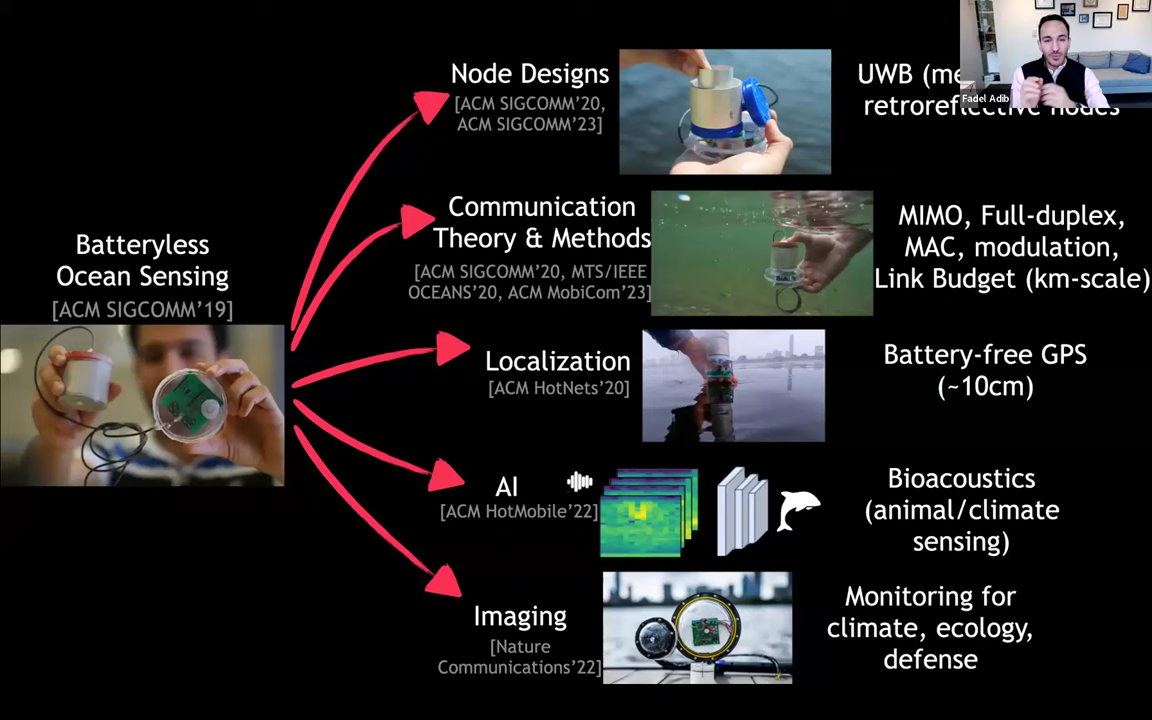 Batteryless
Ocean Sensing
[ACM SIGCOMM’19]
Node Designs
[ACM SIGCOMM’20,
ACM SIGCOMM’23]
UWB
retroreflective nodes
Fadel Adib
Communication
Theory & Methods
[ACM SIGCOMM’20, MTS/IEEE
OCEANS’20, ACM MobiCom’23]
MIMO, Full-duplex,
MAC, modulation,
Link Budget (km-scale)
Localization
[ACM HotNets’20]
Battery-free GPS
(~10cm)
AI
[ACM HotMobile’22]
Bioacoustics
(animal/climate
sensing)
Imaging
[Nature
Communications’22]
Monitoring for
climate, ecology,
defense